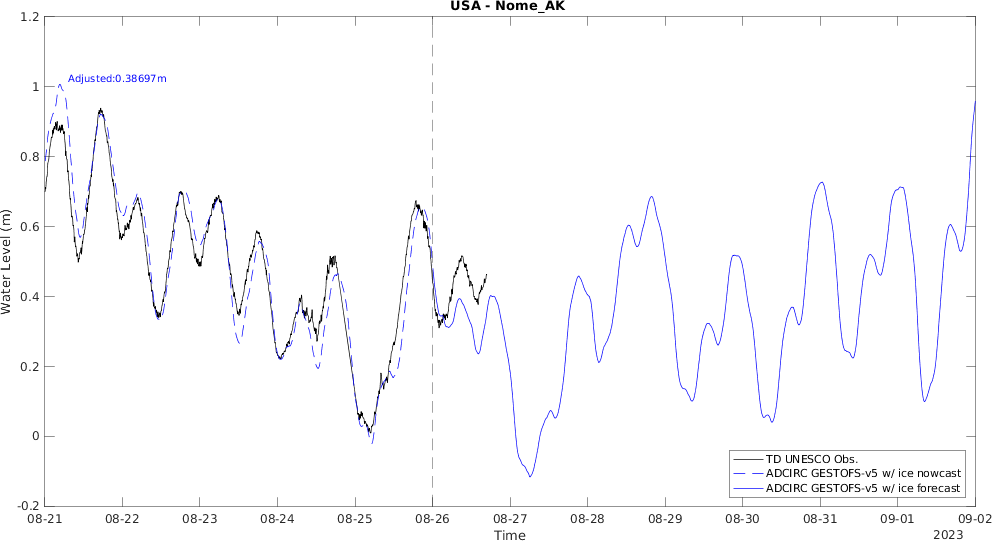 USA - Nome_AK
1.2
1
0.8
0.6
0.4
0.2
0
-0.2
Water Level (m)
Adjusted:0.38697m
TD UNESCO Obs.
ADCIRC GESTOFS-v5 w/ ice nowcast
ADCIRC GESTOFS-v5 w/ ice forecast
08-21 08-22 08-23 08-24 08-25 08-26 08-27 08-28 08-29 08-30 08-31 09-01 09-02
Time
2023